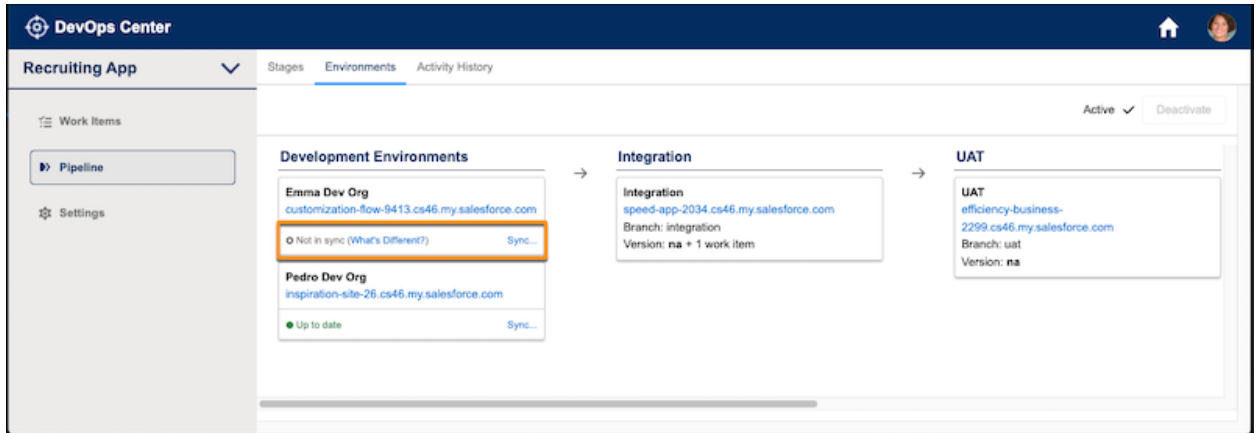 DevOps Center
Recruiting App
Stages Environments Activity History
Work Items
Pipeline
Settings
Active Deactivate
Development Environments
Emma Dev Org
customization-flow-9413.cs46.my.salesforce.com
Not in sync (What's Different?) Sync...
Pedro Dev Org
inspiration-site-26.cs46.my.salesforce.com
Up to date Sync...
Integration
Integration
speed-app-2034.cs46.my.salesforce.com
Branch: integration
Version: na + 1 work item
UAT
UAT
efficiency-business-
2299.cs46.my.salesforce.com
Branch: uat
Version: na